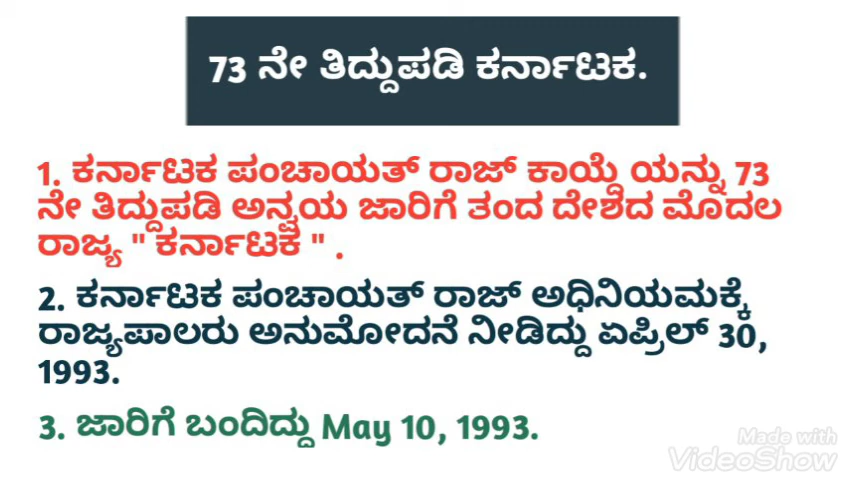 73 ನೇ ತಿದ್ದುಪಡಿ ಕರ್ನಾಟಕ.
1. ಕರ್ನಾಟಕ ಪಂಚಾಯತ್ ರಾಜ್ ಕಾಯ್ದೆ ಯನ್ನು 73
ನೇ ತಿದ್ದುಪಡಿ ಅನ್ವಯ ಜಾರಿಗೆ ತಂದ ದೇಶದ ಮೊದಲ
ರಾಜ್ಯ " ಕರ್ನಾಟಕ " .
2. ಕರ್ನಾಟಕ ಪಂಚಾಯತ್ ರಾಜ್ ಅಧಿನಿಯಮಕ್ಕೆ
ರಾಜ್ಯಪಾಲರು ಅನುಮೋದನೆ ನೀಡಿದ್ದು ಏಪ್ರಿಲ್ 30,
1993.
3. ಜಾರಿಗೆ ಬಂದಿದ್ದು May 10, 1993.
Made with
VideoShow